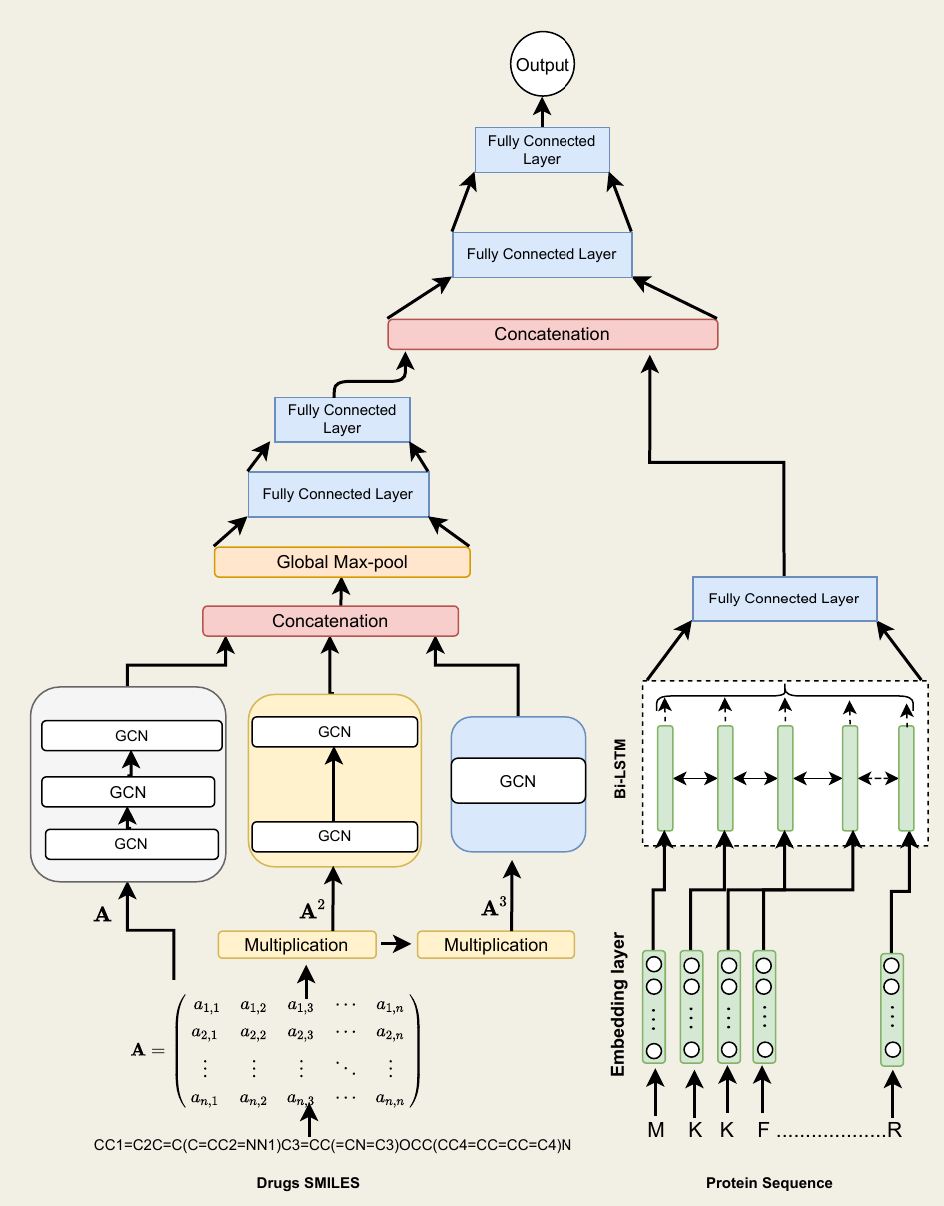 Output
Fully Connected
Layer
Fully Connected Layer
Concatenation
Fully Connected
Layer
Fully Connected Layer
Global Max-pool
Concatenation
Fully Connected Layer
GCN
GCN
GCN
GCN
GCN
GCN
Bi-LSTM
A
A²
A³
Multiplication
Multiplication
Embedding layer
A =
a₁,₁ a₁,₂ a₁,₃ ⋯ a₁,ₙ
a₂,₁ a₂,₂ a₂,₃ ⋯ a₂,ₙ
⋮ ⋮ ⋮ ⋱ ⋮
aₙ,₁ aₙ,₂ aₙ,₃ ⋯ aₙ,ₙ
M K K F ...................R
CC1=C2C=C(C=CC2=NN1)C3=CC(=CN=C3)OCC(CC4=CC=CC=C4)N
Drugs SMILES
Protein Sequence